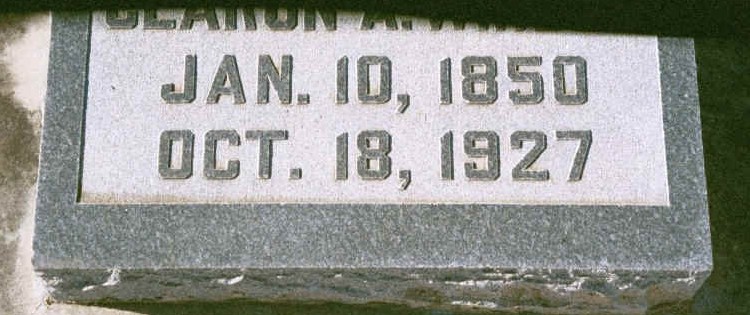 JAN. 10, 1850
OCT. 18, 1927